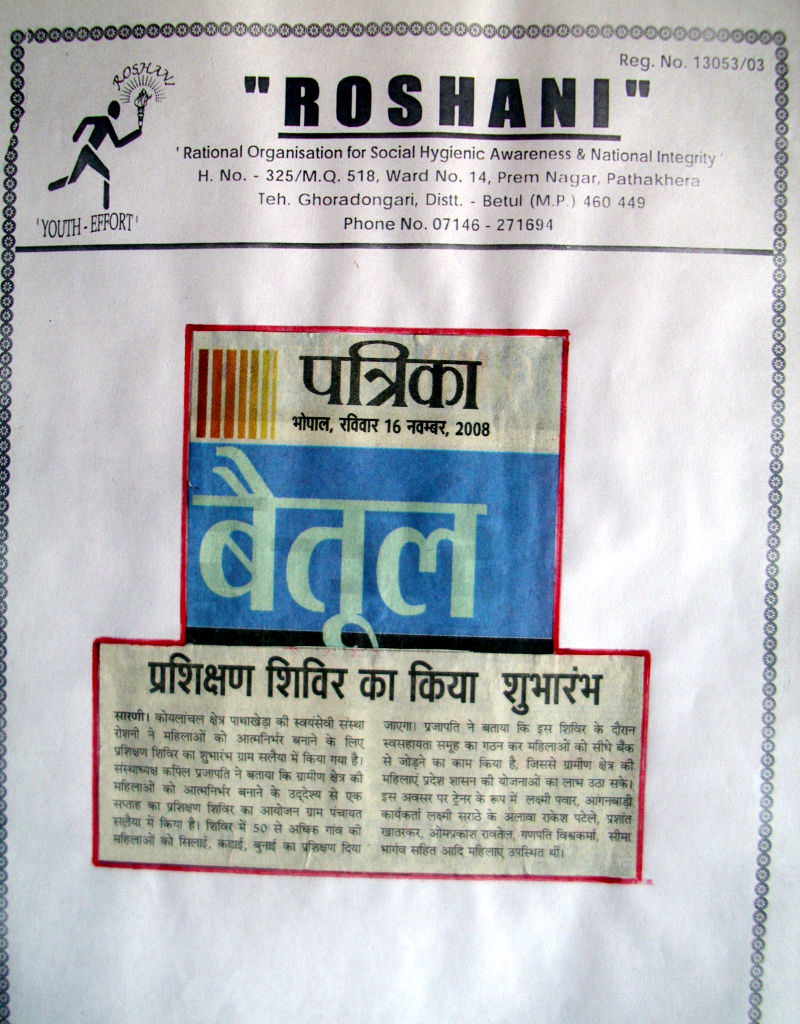 Reg. No. 13053/03
ROSHANI
"ROSHANI"
'Rational Organisation for Social Hygienic Awareness & National Integrity'
H. No. - 325/M.Q. 518, Ward No. 14, Prem Nagar, Pathakhera
Teh. Ghoradongari, Distt. - Betul (M.P.) 460 449
Phone No. 07146 - 271694
'YOUTH - EFFORT'
पत्रिका
भोपाल, रविवार 16 नवम्बर, 2008
बैतूल
प्रशिक्षण शिविर का किया शुभारंभ
सारणी। कोयलांचल क्षेत्र पाथाखेड़ा की स्वयंसेवी संस्था
रोशनी ने महिलाओं को आत्मनिर्भर बनाने के लिए
प्रशिक्षण शिविर का शुभारंभ ग्राम सलैया में किया गया है।
संस्थाध्यक्ष कपिल प्रजापति ने बताया कि ग्रामीण क्षेत्र की
महिलाओं को आत्मनिर्भर बनाने के उद्देश्य से एक
सप्ताह का प्रशिक्षण शिविर का आयोजन ग्राम पंचायत
सलैया में किया है। शिविर में 50 से अधिक गांव की
महिलाओं को सिलाई, कढ़ाई, बुनाई का प्रशिक्षण दिया
जाएगा। प्रजापति ने बताया कि इस शिविर के दौरान
स्वसहायता समूह का गठन कर महिलाओं को सीधे बैंक
से जोड़ने का काम किया है, जिससे ग्रामीण क्षेत्र की
महिलाएं प्रदेश शासन की योजनाओं का लाभ उठा सके।
इस अवसर पर ट्रेनर के रूप में लक्ष्मी पवार, आंगनबाड़ी
कार्यकर्ता लक्ष्मी सराठे के अलावा राकेश पटेले, प्रशांत
खातरकर, ओमप्रकाश रावतेल, गणपति विश्वकर्मा, सीमा
भार्गव सहित आदि महिलाएं उपस्थित थीं।